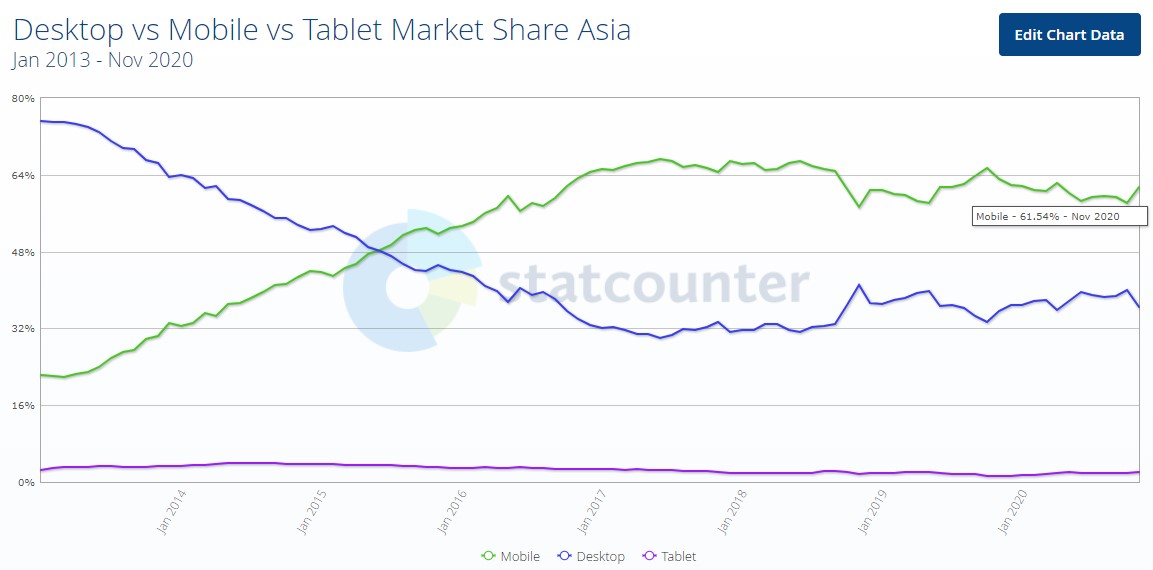 Desktop vs Mobile vs Tablet Market Share Asia
Jan 2013 - Nov 2020
Edit Chart Data
80%
64%
48%
32%
16%
0%
statcounter
Mobile - 61.54% - Nov 2020
Jan 2014
Jan 2015
Jan 2016
Jan 2017
Jan 2018
Jan 2019
Jan 2020
Mobile
Desktop
Tablet